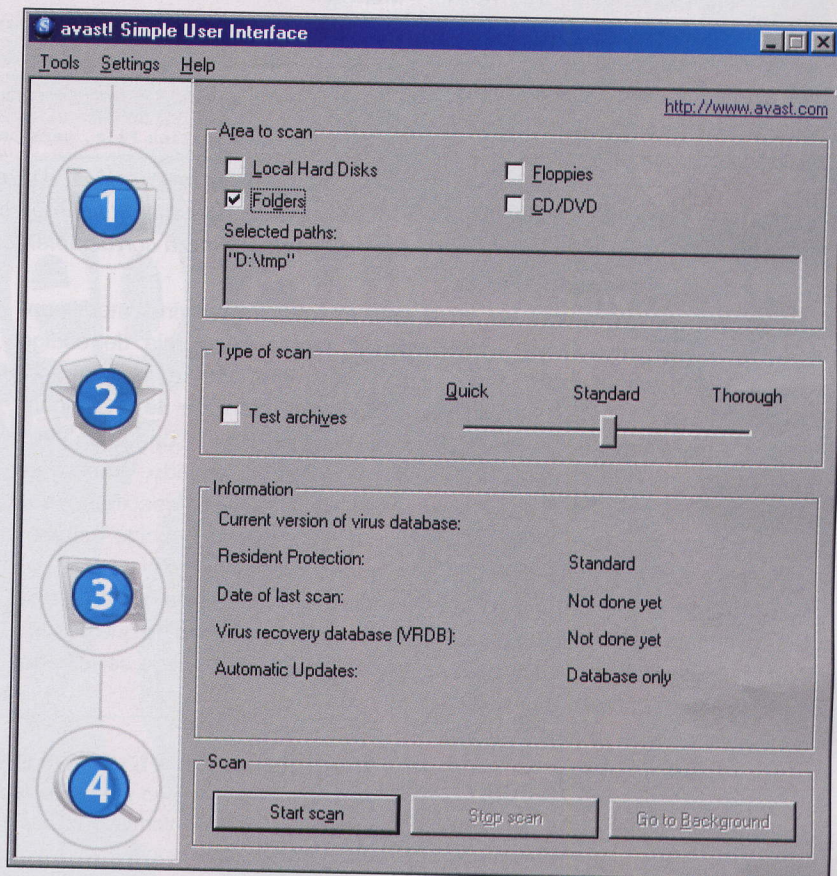 avast! Simple User Interface
Tools Settings Help
http://www.avast.com
Area to scan
Local Hard Disks
Floppies
Folders
CD/DVD
Selected paths:
"D:\tmp"
Type of scan
Quick Standard Thorough
Test archives
Information
Current version of virus database:
Resident Protection: Standard
Date of last scan: Not done yet
Virus recovery database (VRDB): Not done yet
Automatic Updates: Database only
Scan
Start scan Stop scan Go to Background
1
2
3
4